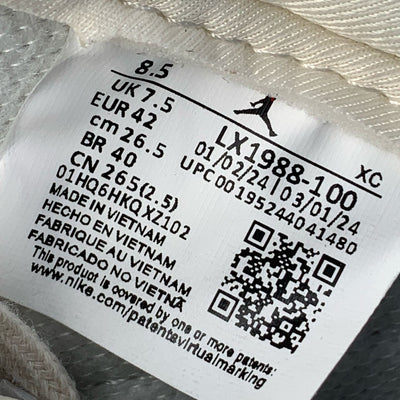 8.5
UK 7.5
EUR 42
cm 26.5
BR 40
CN 265(2.5)
01HQ6HKQXZ102
MADE IN VIETNAM
HECHO EN VIETNAM
FABRIQUE AU VIETNAM
FABRICADO NO VIETNA
This product is covered by one or more patents
www.nike.com/patentsvirtualmarking
LX1988-100
XC
01/02/24 | 03/01/24
UPC 00195244041480